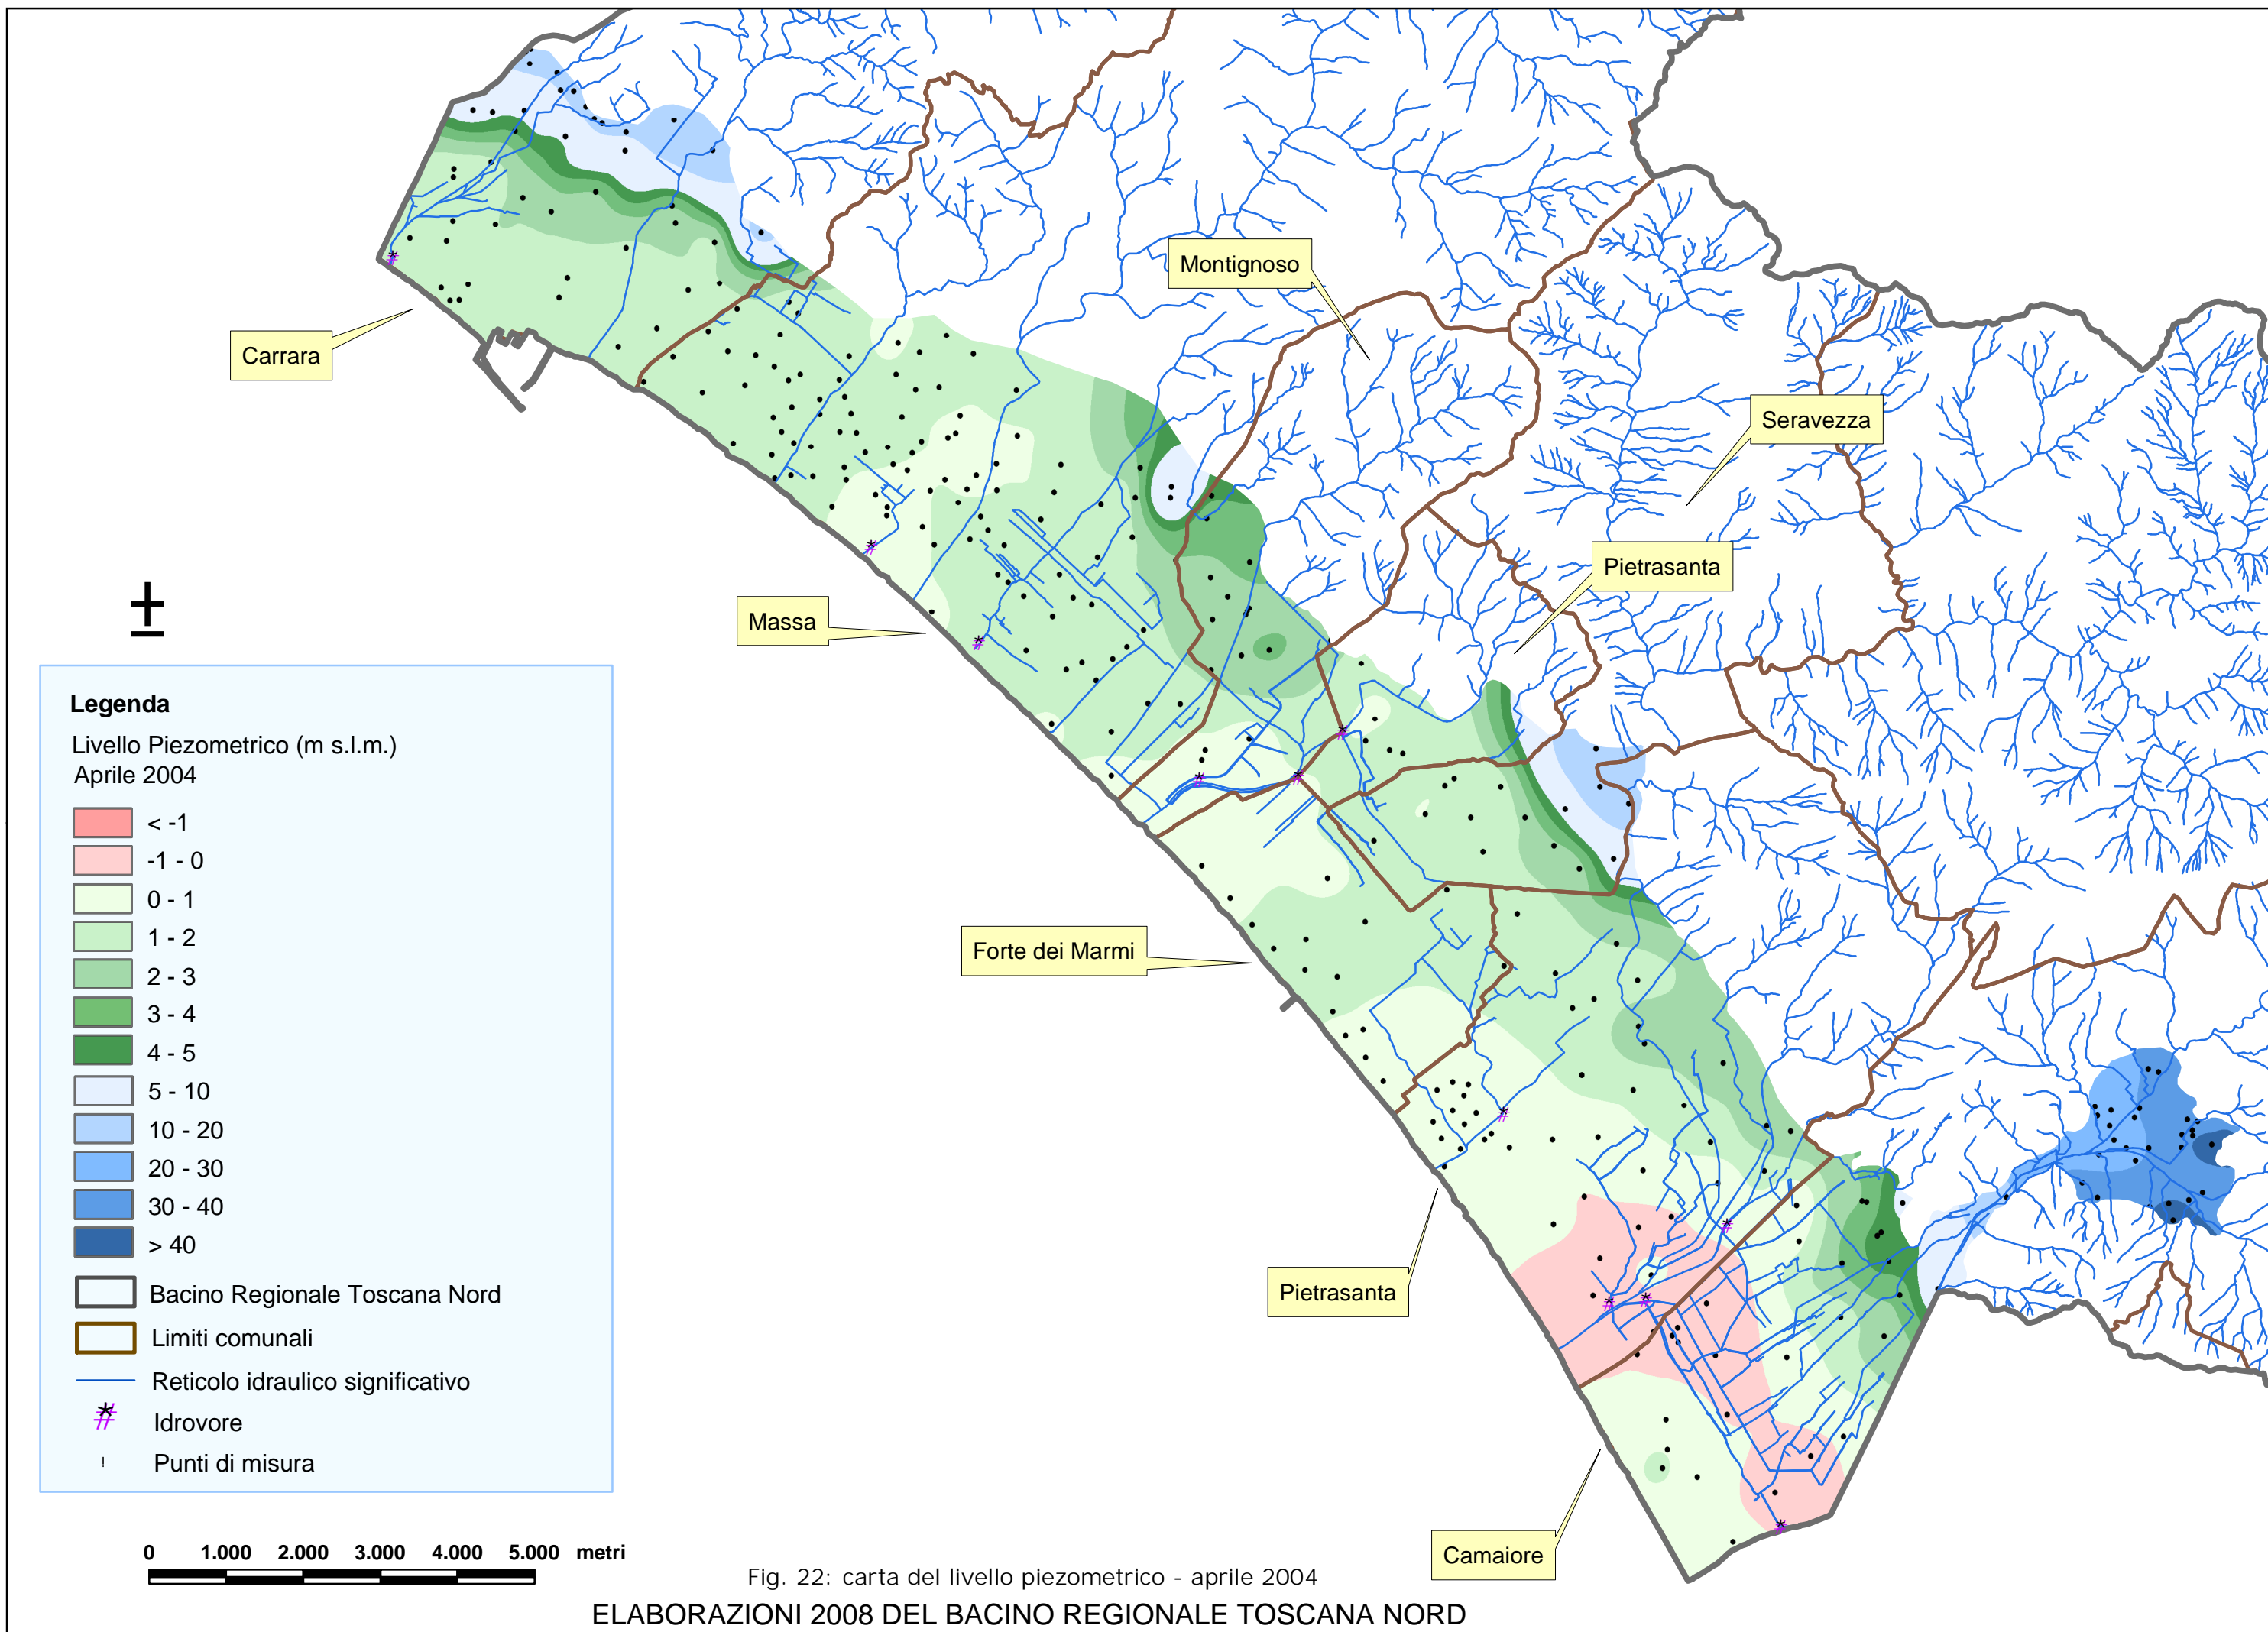 Montignoso
Carrara
Seravezza
Pietrasanta
Massa
Forte dei Marmi
Pietrasanta
Camaiore
±
Legenda
Livello Piezometrico (m s.l.m.)
Aprile 2004
< -1
-1 - 0
0 - 1
1 - 2
2 - 3
3 - 4
4 - 5
5 - 10
10 - 20
20 - 30
30 - 40
> 40
Bacino Regionale Toscana Nord
Limiti comunali
Reticolo idraulico significativo
Idrovore
! Punti di misura
0 1.000 2.000 3.000 4.000 5.000 metri
Fig. 22: carta del livello piezometrico - aprile 2004
ELABORAZIONI 2008 DEL BACINO REGIONALE TOSCANA NORD